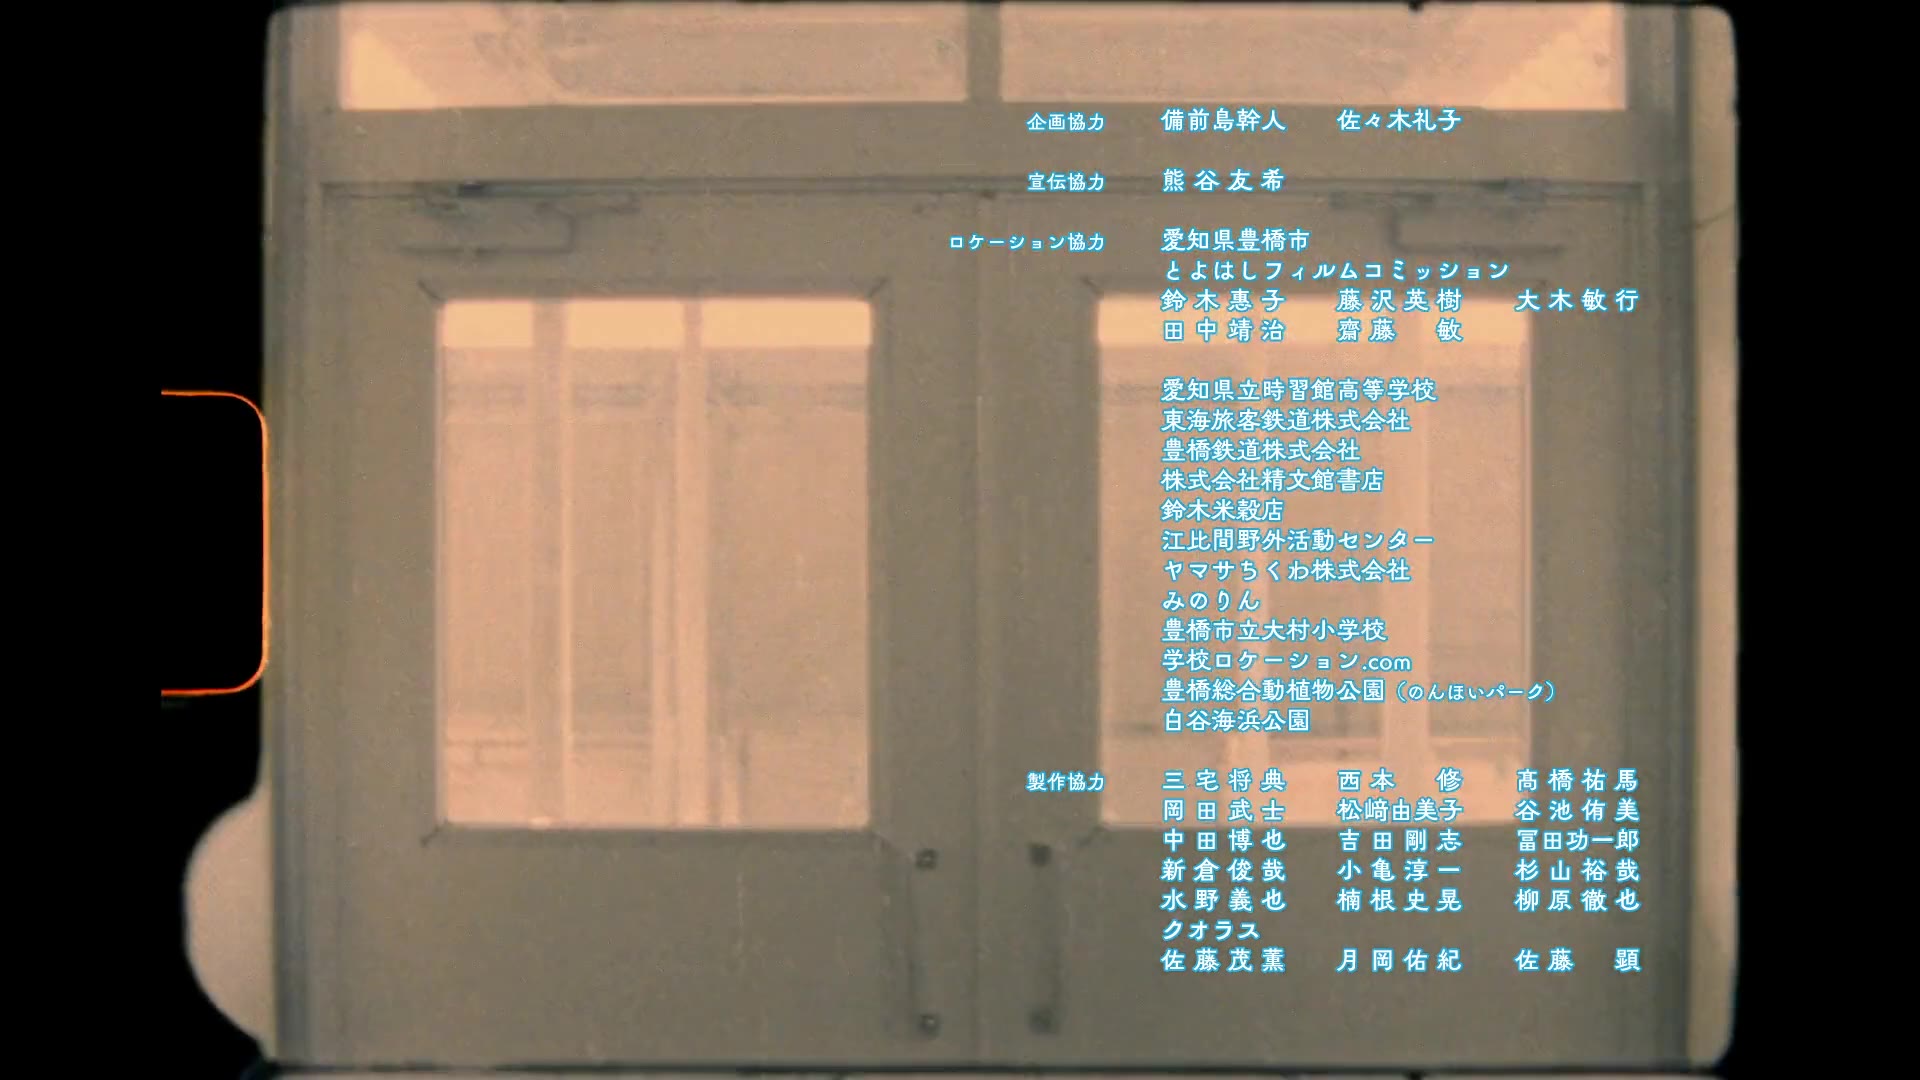 企画協力 備前島幹人 佐々木礼子
宣伝協力 熊谷友希
ロケーション協力 愛知県豊橋市
とよはしフィルムコミッション
鈴木惠子 藤沢英樹 大木敏行
田中靖治 齋藤 敏
愛知県立時習館高等学校
東海旅客鉄道株式会社
豊橋鉄道株式会社
株式会社精文館書店
鈴木米穀店
江比間野外活動センター
ヤマサちくわ株式会社
みのりん
豊橋市立大村小学校
学校ロケーション.com
豊橋総合動植物公園（のんほいパーク）
白谷海浜公園
製作協力 三宅将典 西本 修 髙橋祐馬
岡田武士 松﨑由美子 谷池侑美
中田博也 吉田剛志 冨田功一郎
新倉俊哉 小亀淳一 杉山裕哉
水野義也 楠根史晃 柳原徹也
クオラス
佐藤茂薫 月岡佑紀 佐藤 顕